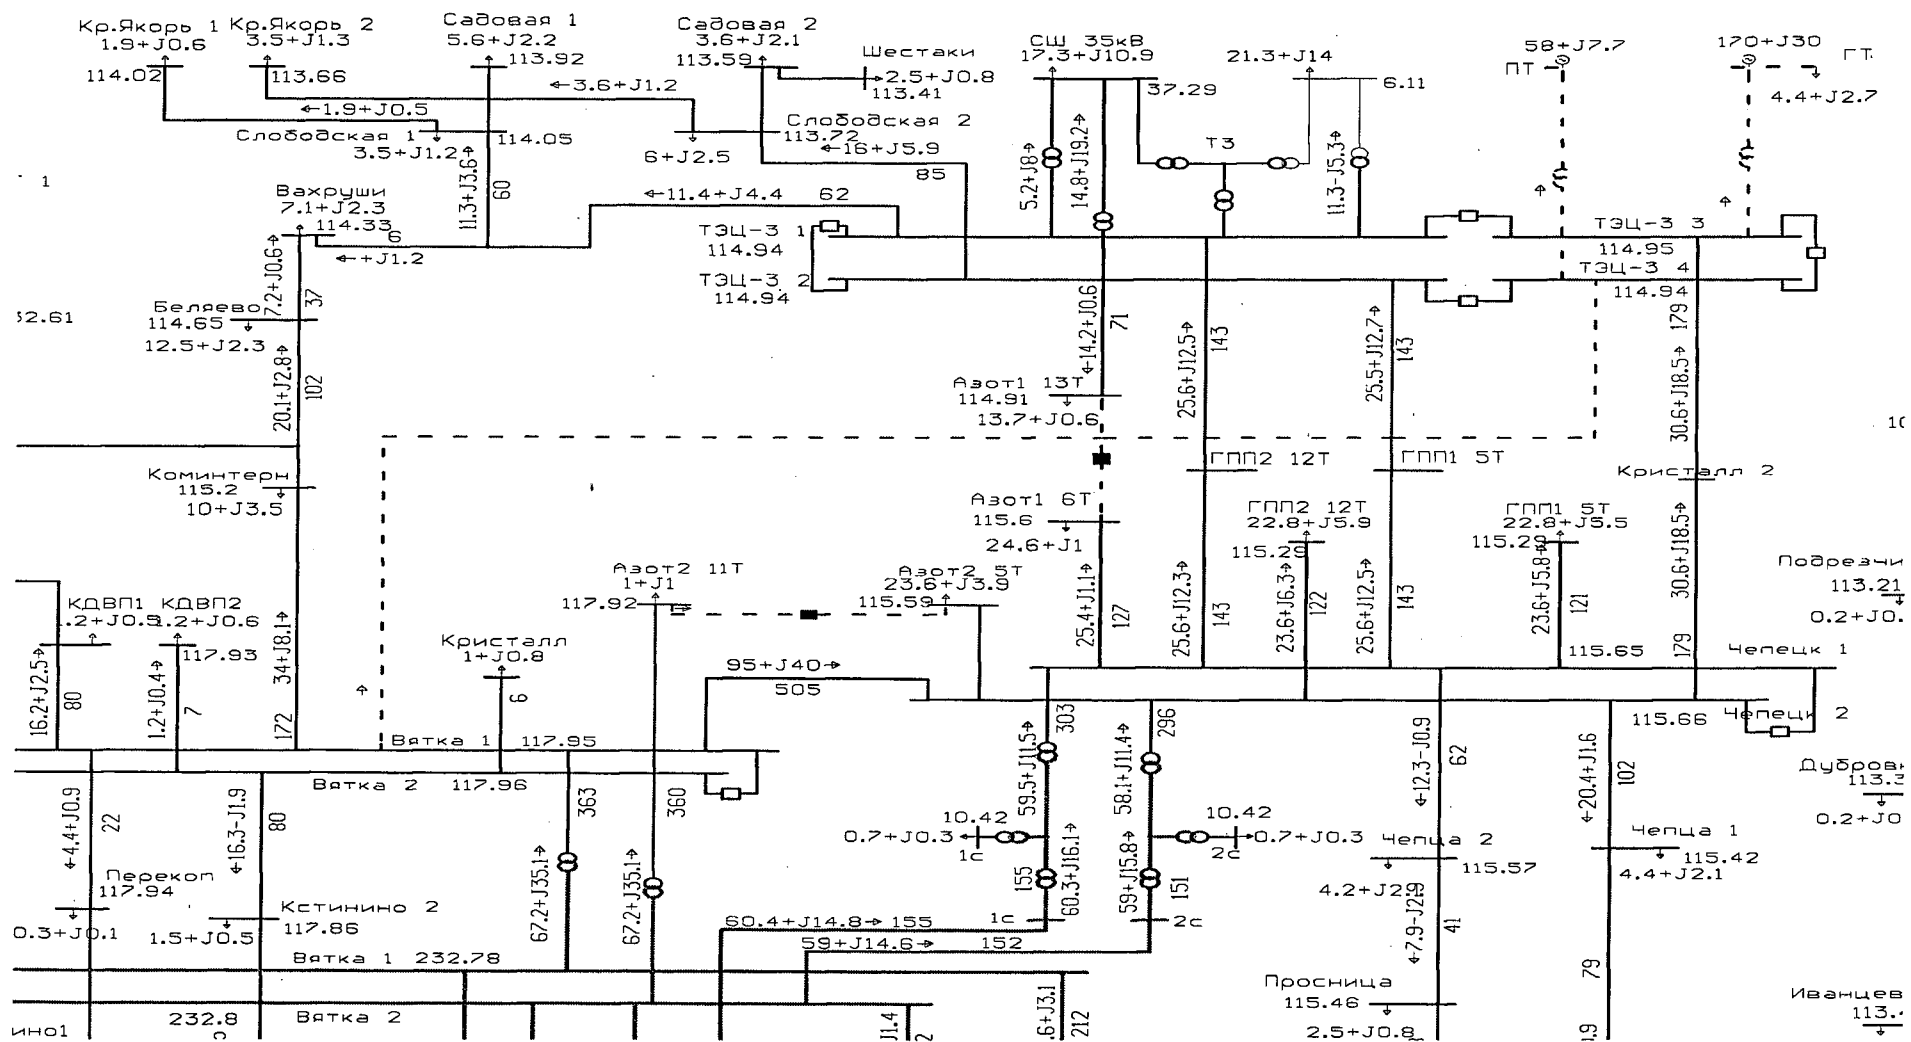 Кр.Якорь 1
1.9+J0.6
114.02
Кр.Якорь 2
3.5+J1.3
113.66
Садовая 1
5.6+J2.2
113.92
Садовая 2
3.6+J2.1
113.59
Шестаки
2.5+J0.8
113.41
СШ 35кВ
17.3+J10.9
37.29
21.3+J14
6.11
58+J7.7
ПТ
170+J30
ГТ
4.4+J2.7
3.6+J1.2
1.9+J0.5
Слободская 1
3.5+J1.2
114.05
Слободская 2
113.72
6+J2.5
16+J5.9
85
Т3
5.2+J8
14.8+J19.2
11.3-J5.3
1
Вахруши
7.1+J2.3
114.33
6
+J1.2
11.3+J3.6
60
11.4+J4.4
62
ТЭЦ-3 1
114.94
ТЭЦ-3 2
114.94
ТЭЦ-3 3
114.95
ТЭЦ-3 4
114.94
7.2+J0.6
37
Беляево
114.65
12.5+J2.3
32.61
20.1+J2.8
102
14.2+J0.6
71
25.6+J12.5
143
25.5+J12.7
143
179
30.6+J18.5
Азот1 13Т
114.91
13.7+J0.6
10
Коминтерн
115.2
10+J3.5
ГПП2 12Т
ГПП1 5Т
Кристалл 2
Азот1 6Т
115.6
24.6+J1
ГПП2 12Т
22.8+J5.9
115.29
ГПП1 5Т
22.8+J5.5
Азот2 11Т
1+J1
117.92
Азот2 5Т
23.6+J3.9
115.59
25.4+J1.1
127
25.6+J12.3
143
23.6+J6.3
122
25.6+J12.5
143
23.6+J5.8
121
30.6+J18.5
179
Подрезчи
113.21
0.2+J0.
КДВП1
.2+J0.5
КДВП2
1.2+J0.6
117.93
16.2+J2.5
80
1.2+J0.4
7
34+J8.1
172
Кристалл
1+J0.8
9
95+J40
505
115.65
Чепецк 1
115.66
Чепецк 2
Вятка 1
117.95
Вятка 2
117.96
303
296
59.5+J11.5
58.1+J11.4
12.3-J0.9
62
20.4+J1.6
102
Дубровк
113.3
0.2+J0
4.4+J0.9
22
16.3-J1.9
80
363
360
10.42
0.7+J0.3
1с
10.42
0.7+J0.3
2с
Чепца 2
115.57
4.2+J2
Чепца 1
115.42
4.4+J2.1
Перекоп
117.94
0.3+J0.1
Кстинино 2
117.86
1.5+J0.5
67.2+J35.1
67.2+J35.1
155
60.3+J16.1
59+J15.8
151
1с
2с
60.4+J14.8
155
59+J14.6
152
7.9-J2.9
41
Вятка 1
232.78
232.8
Вятка 2
ино1
с
J1.4
2
.6+J3.1
212
Просница
115.46
2.5+J0.8
79
.9
Иванцев
113.